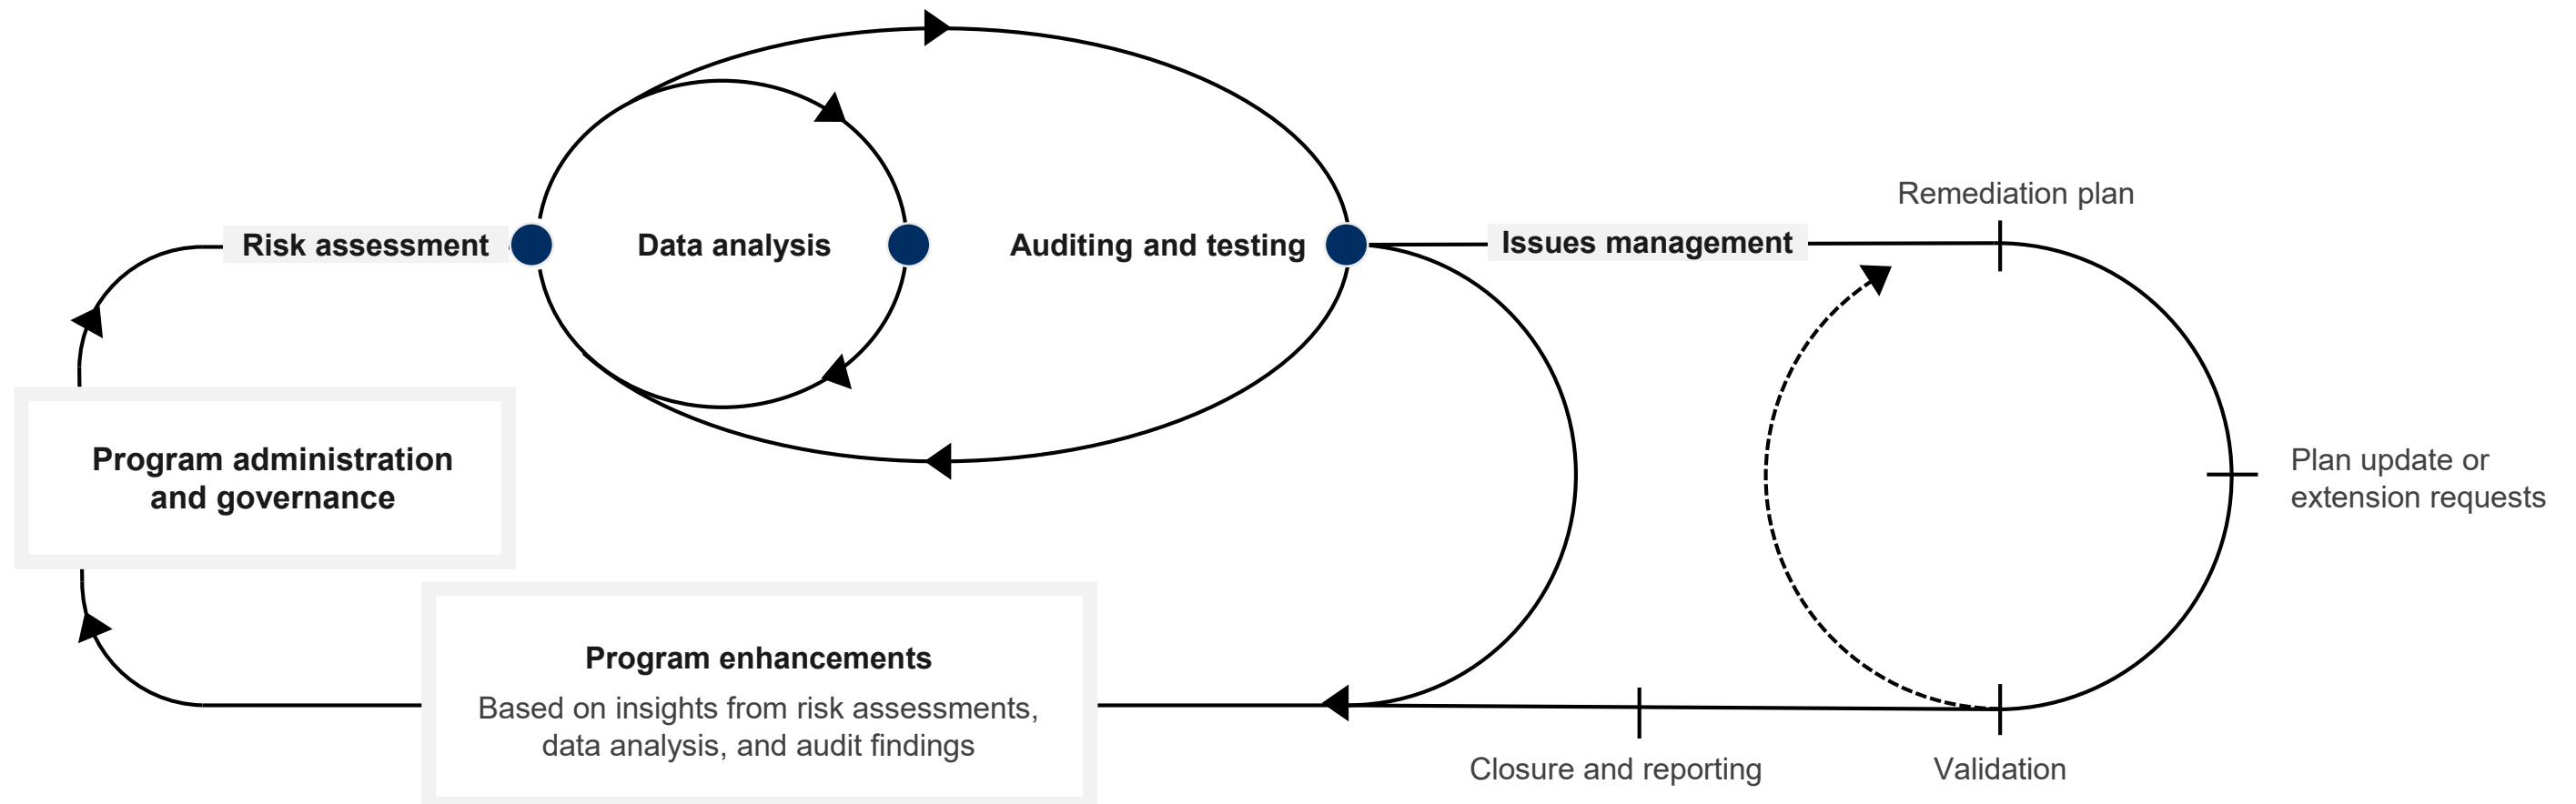 Remediation plan
Risk assessment
Data analysis
Auditing and testing
Issues management
Program administration
and governance
Plan update or
extension requests
Program enhancements
Based on insights from risk assessments,
data analysis, and audit findings
Closure and reporting
Validation